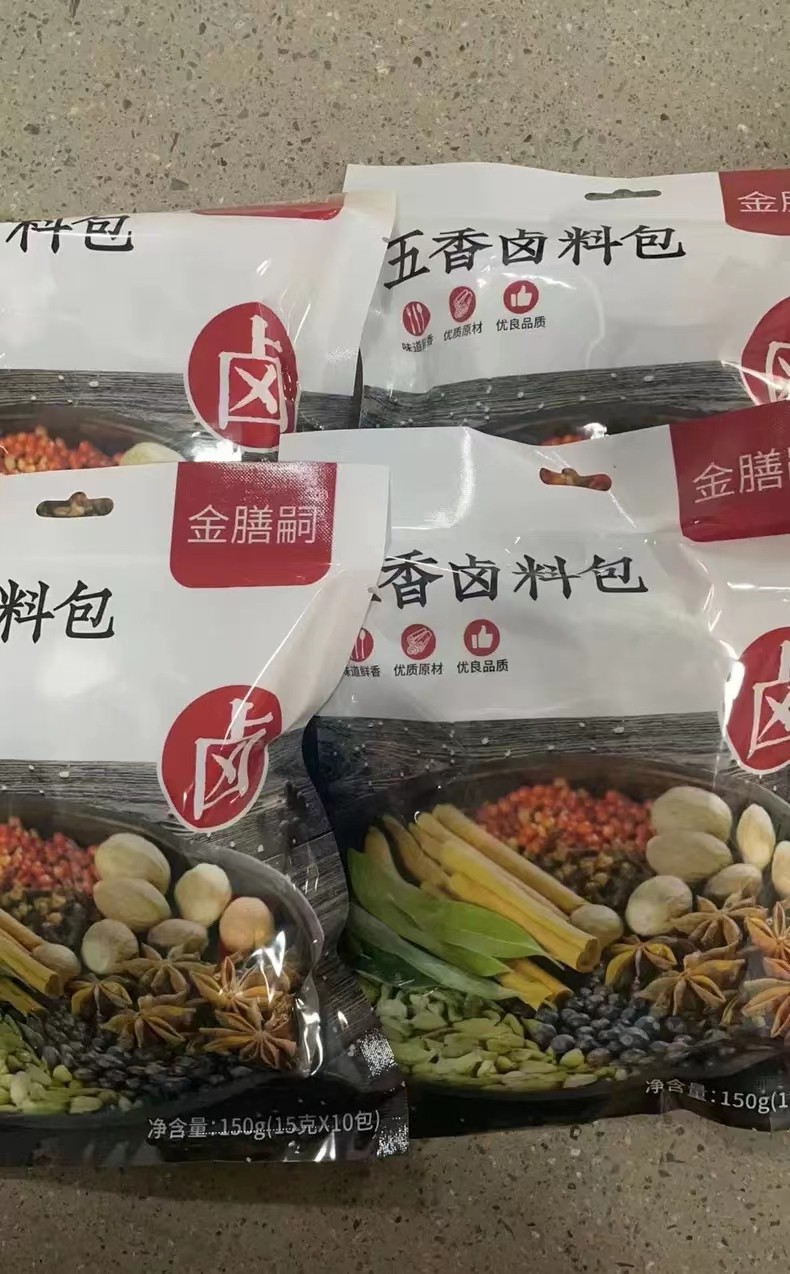 料包
卤
金膳
五香卤料包
味道鲜香
优质原材
优良品质
金膳嗣
料包
卤
净含量:150g(15克X10包)
金膳嗣
香卤料包
味道鲜香
优质原材
优良品质
卤
净含量:150g(1